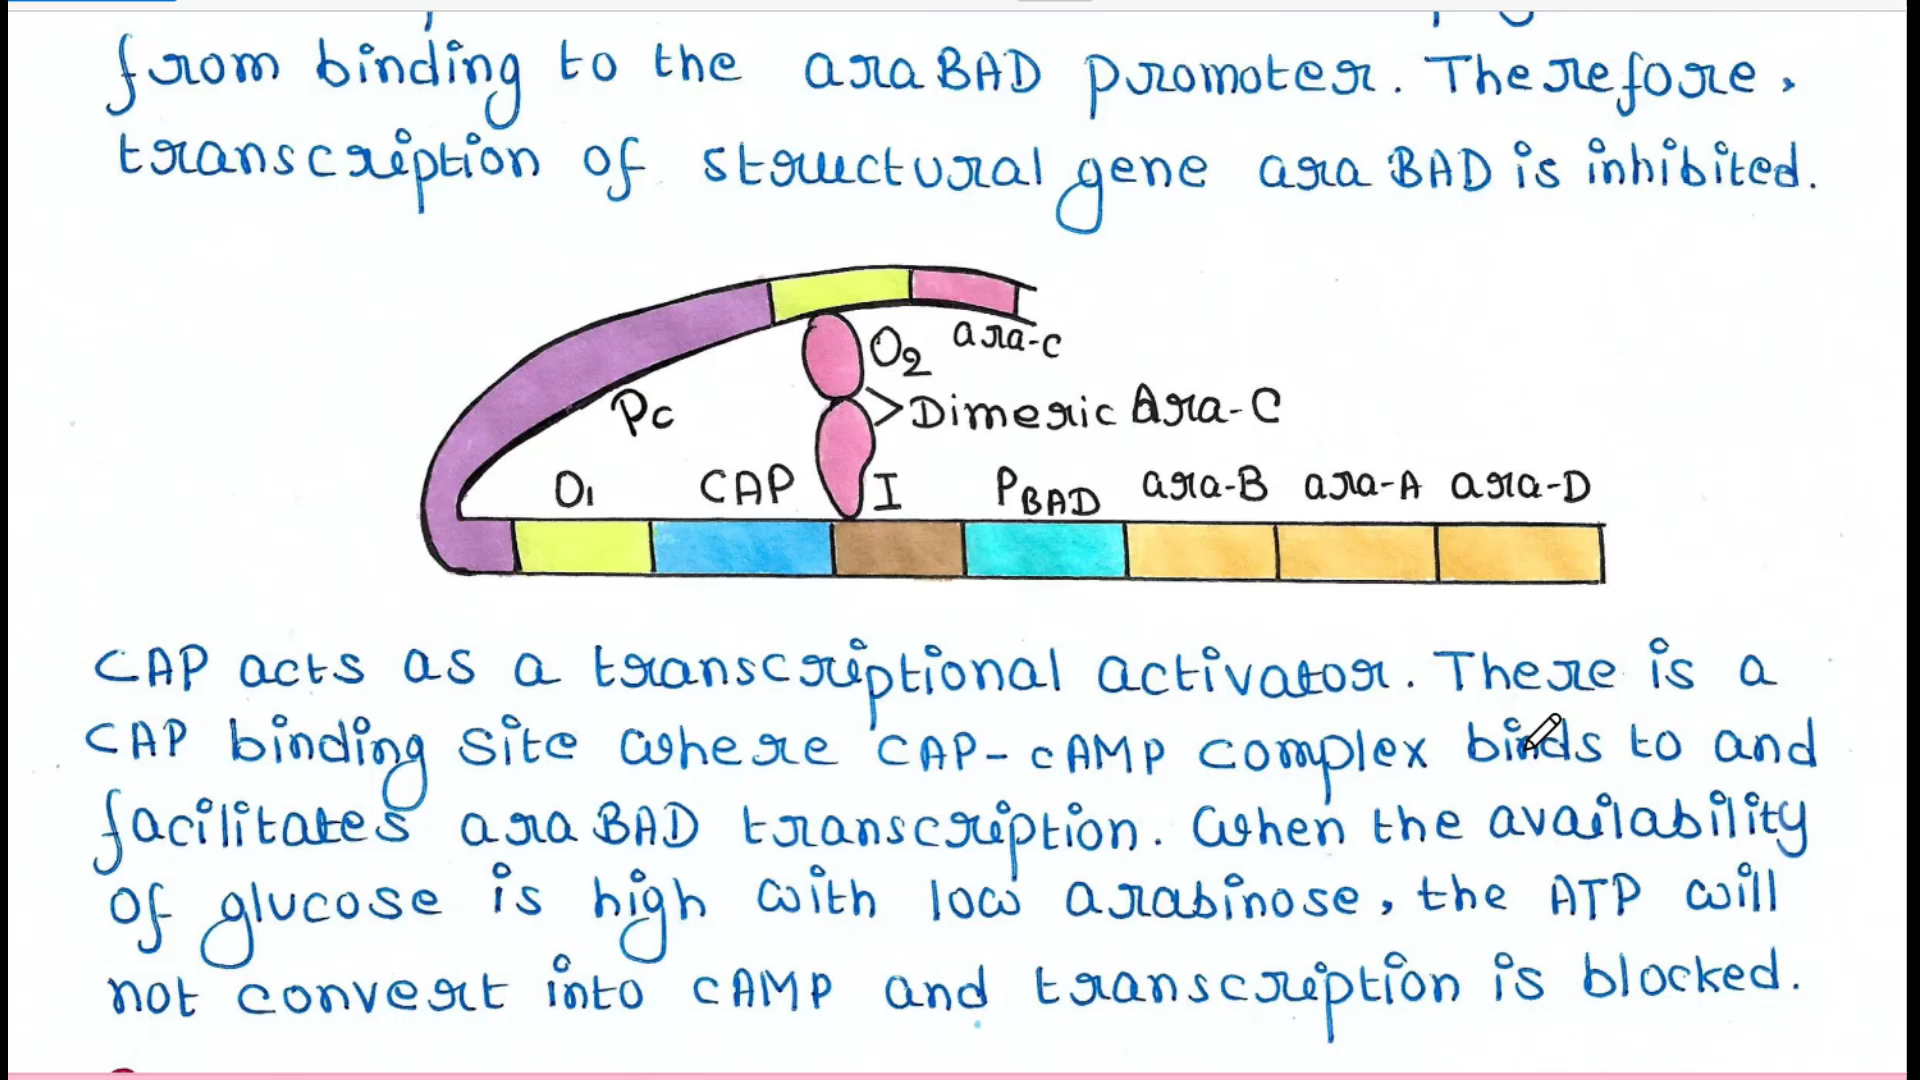 from binding to the araBAD promoter. Therefore,
transcription of structural gene ara BAD is inhibited.
O2 ara-C
Pc
Dimeric Ara-C
O1 CAP I PBAD ara-B ara-A ara-D
CAP acts as a transcriptional activator. There is a
CAP binding site where CAP-cAMP complex binds to and
facilitates araBAD transcription. When the availability
of glucose is high with low arabinose, the ATP will
not convert into cAMP and transcription is blocked.